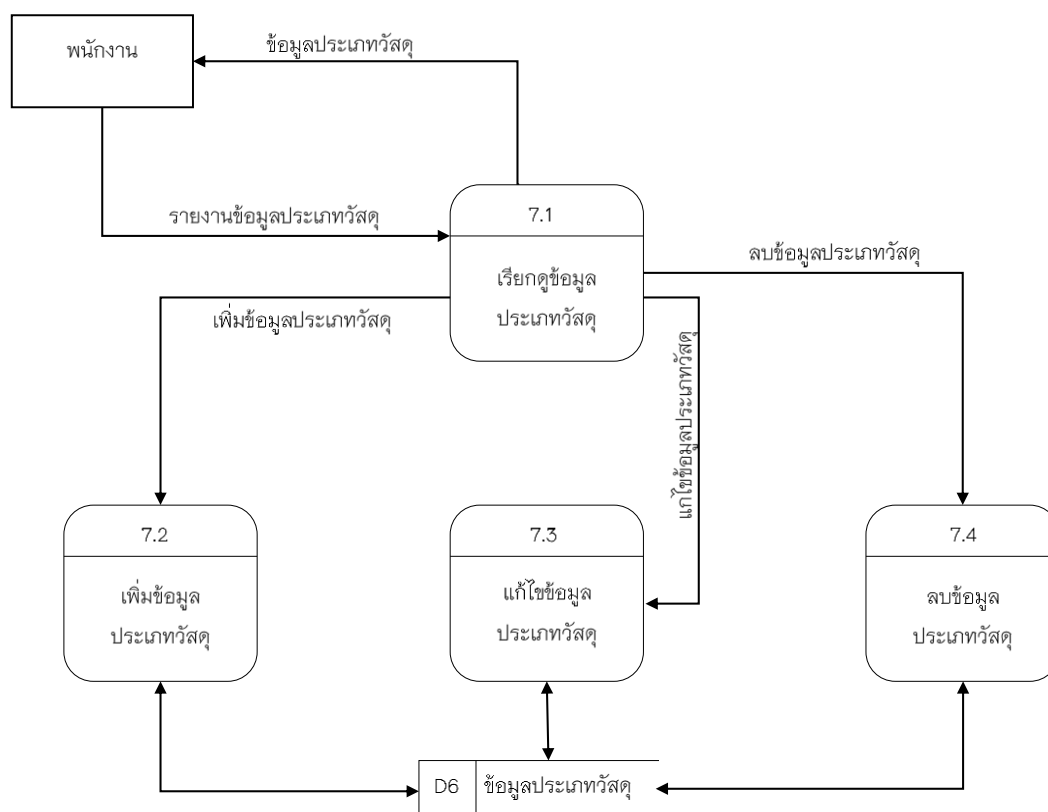 พนักงาน
ข้อมูลประเภทวัสดุ
รายงานข้อมูลประเภทวัสดุ
7.1
เรียกดูข้อมูล
ประเภทวัสดุ
ลบข้อมูลประเภทวัสดุ
เพิ่มข้อมูลประเภทวัสดุ
แก้ไขข้อมูลประเภทวัสดุ
7.2
เพิ่มข้อมูล
ประเภทวัสดุ
7.3
แก้ไขข้อมูล
ประเภทวัสดุ
7.4
ลบข้อมูล
ประเภทวัสดุ
D6 ข้อมูลประเภทวัสดุ